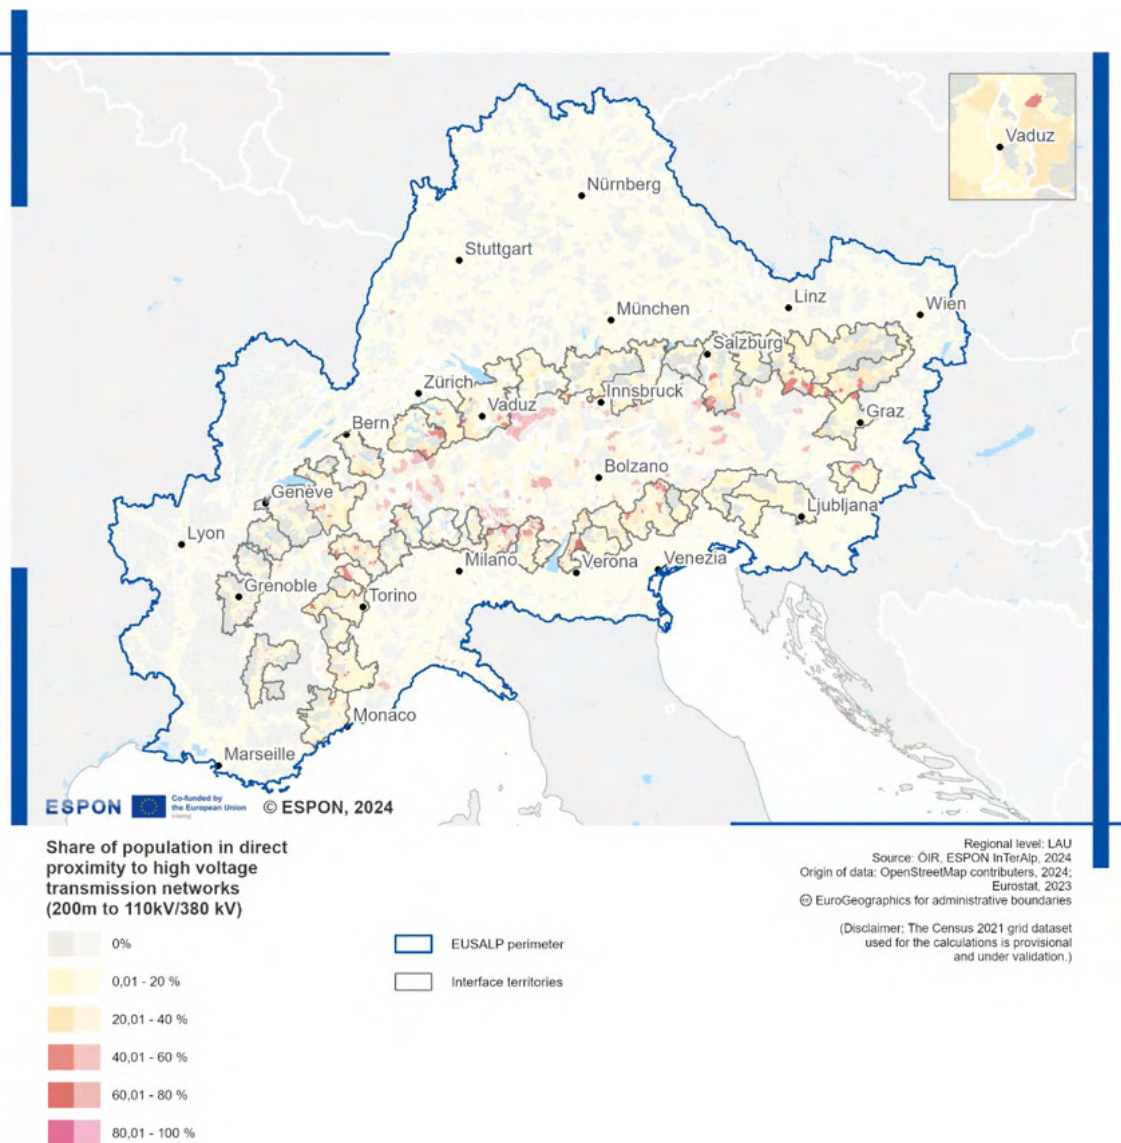 Vaduz
Nürnberg
Stuttgart
München
Linz
Wien
Salzburg
Zürich
Vaduz
Innsbruck
Bern
Graz
Bolzano
Genève
Ljubljana
Lyon
Milano
Verona
Venezia
Grenoble
Torino
Monaco
Marseille
ESPON
Co-funded by
the European Union
Interreg
© ESPON, 2024
Share of population in direct
proximity to high voltage
transmission networks
(200m to 110kV/380 kV)
0%
0,01 - 20 %
20,01 - 40 %
40,01 - 60 %
60,01 - 80 %
80,01 - 100 %
EUSALP perimeter
Interface territories
Regional level: LAU
Source: ÖIR, ESPON InTerAlp, 2024
Origin of data: OpenStreetMap contributers, 2024;
Eurostat, 2023
EuroGeographics for administrative boundaries
(Disclaimer: The Census 2021 grid dataset
used for the calculations is provisional
and under validation.)